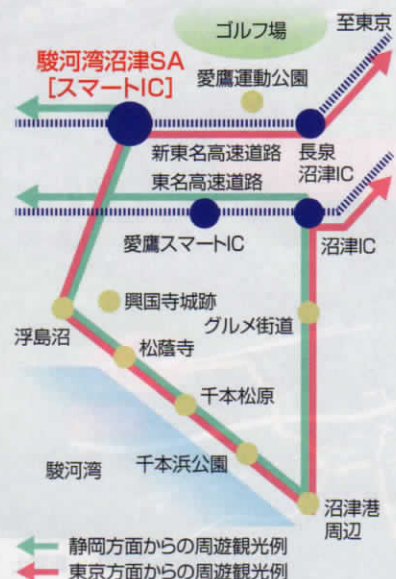 ゴルフ場
至東京
駿河湾沼津SA
[スマートIC]
愛鷹運動公園
新東名高速道路
長泉
沼津IC
東名高速道路
愛鷹スマートIC
沼津IC
興国寺城跡
浮島沼
グルメ街道
松蔭寺
千本松原
駿河湾
千本浜公園
沼津港
周辺
静岡方面からの周遊観光例
東京方面からの周遊観光例